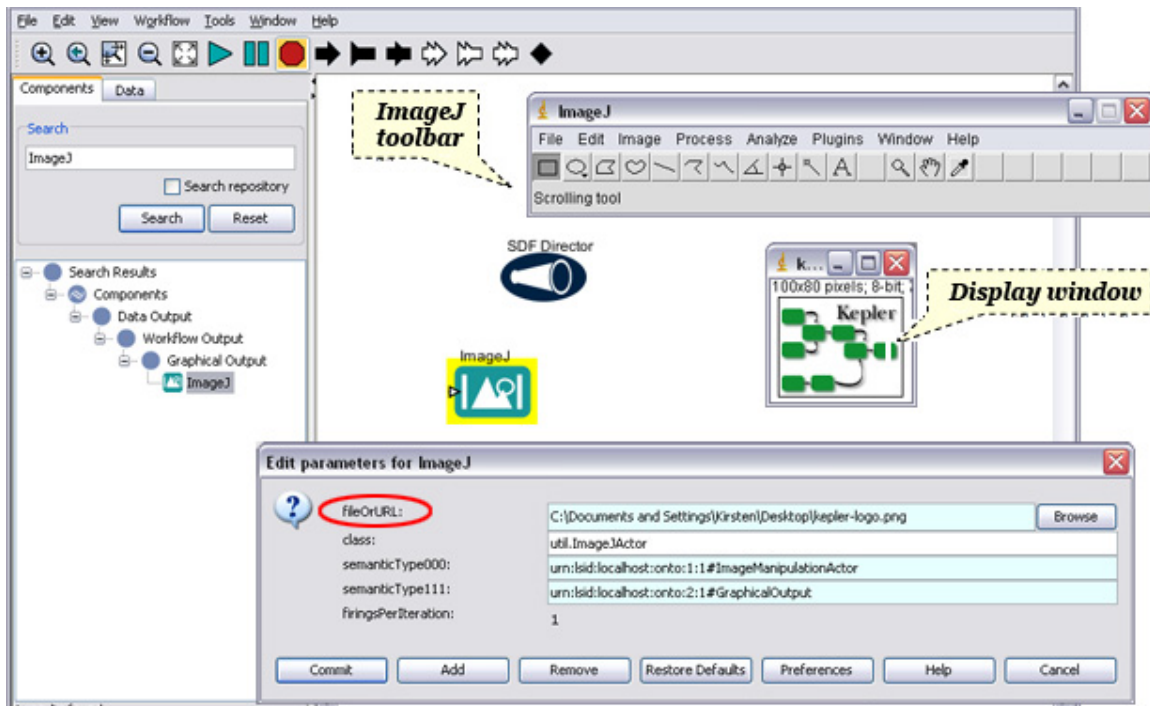 File Edit View Workflow Tools Window Help
Components Data
Search
ImageJ
Search repository
Search Reset
Search Results
Components
Data Output
Workflow Output
Graphical Output
ImageJ
ImageJ
toolbar
ImageJ
File Edit Image Process Analyze Plugins Window Help
A
Scrolling tool
SDF Director
ImageJ
k...
100x80 pixels; 8-bit;
Kepler
Display window
Edit parameters for ImageJ
fileOrURL: C:\Documents and Settings\Kirsten\Desktop\kepler-logo.png Browse
class: util.ImageJActor
semanticType000: urn:lsid:localhost:onto:1:1#ImageManipulationActor
semanticType111: urn:lsid:localhost:onto:2:1#GraphicalOutput
firingsPerIteration: 1
Commit Add Remove Restore Defaults Preferences Help Cancel